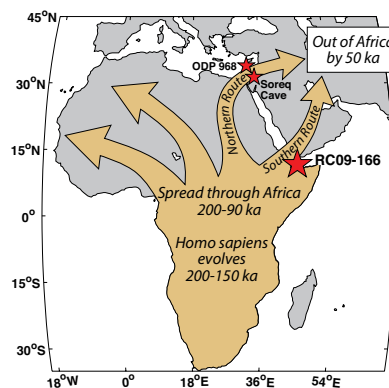 45°N
30°N
15°N
0°
15°S
30°S
18°W
0°
18°E
36°E
54°E
ODP 968
Soreq
Cave
Out of Africa
by 50 ka
Northern Route
Southern Route
RC09-166
Spread through Africa
200-90 ka
Homo sapiens
evolves
200-150 ka